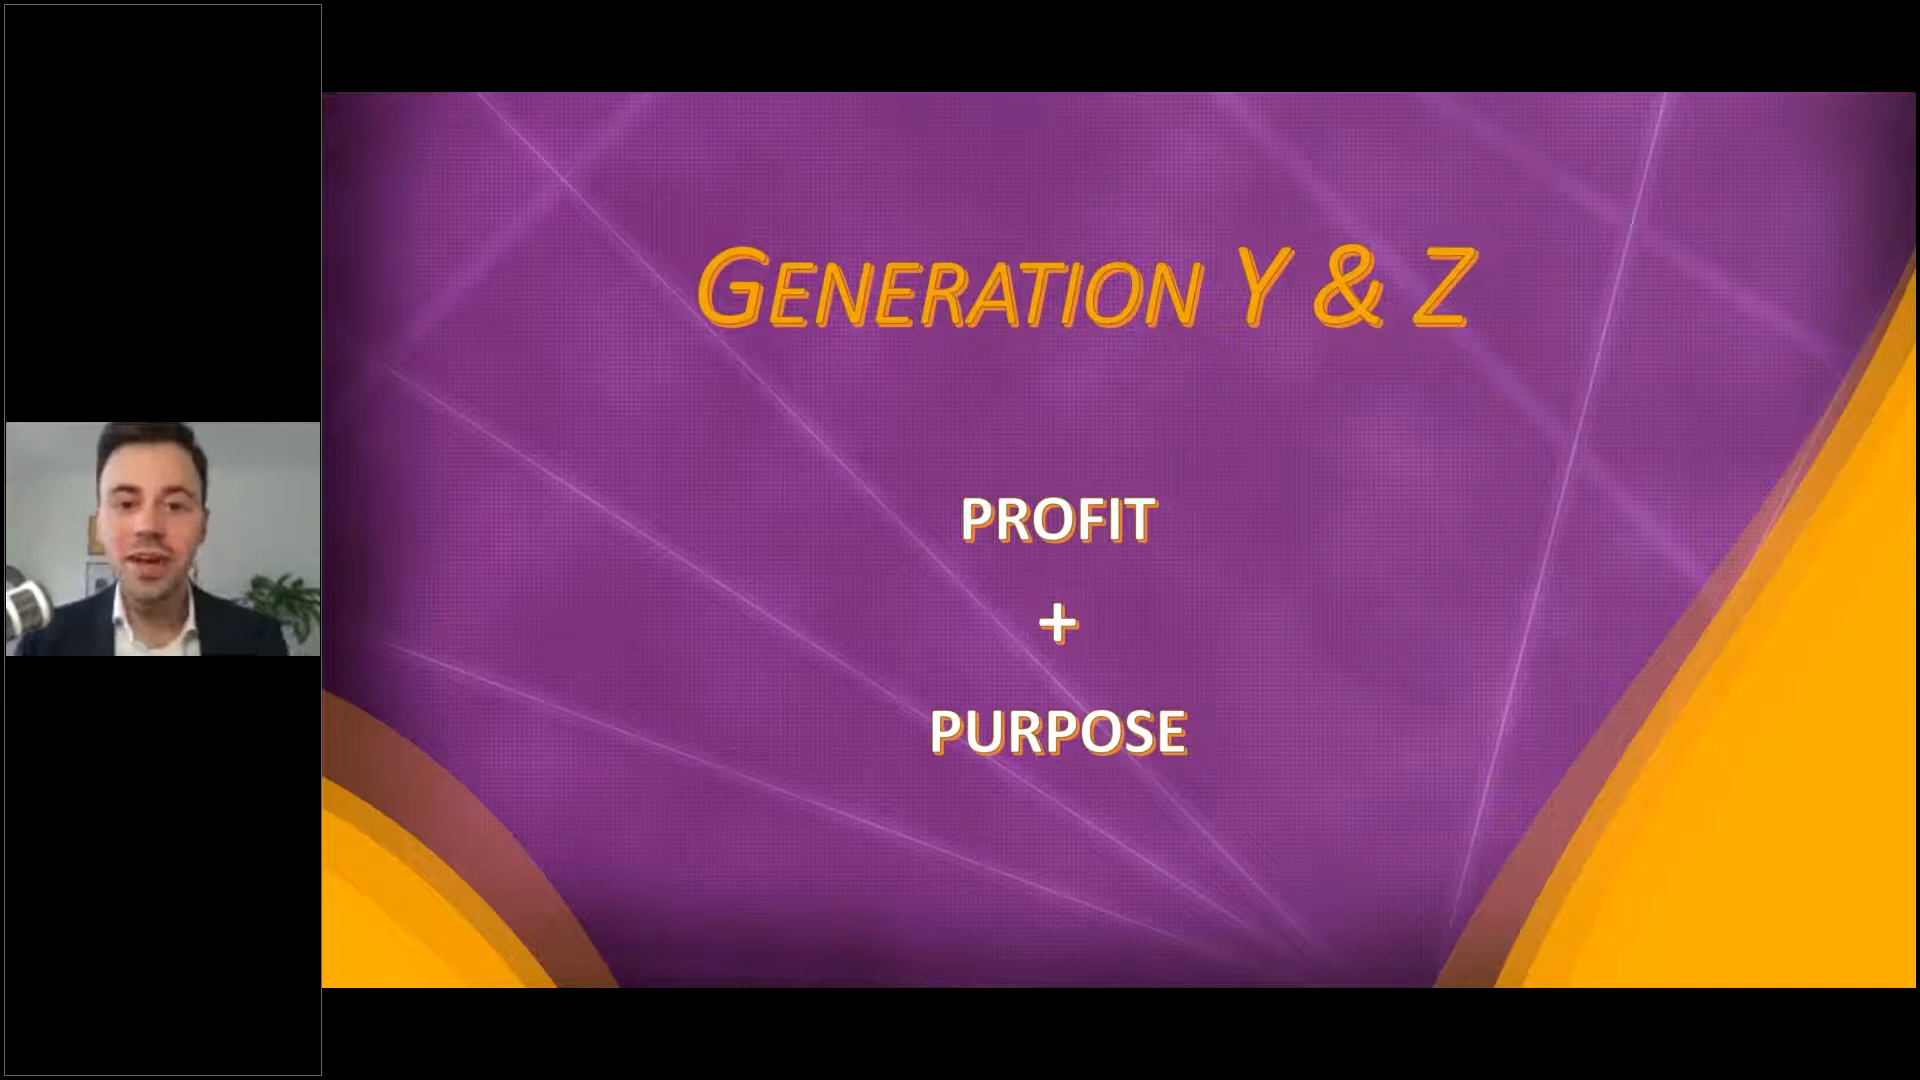 GENERATION Y & Z
PROFIT
+
PURPOSE